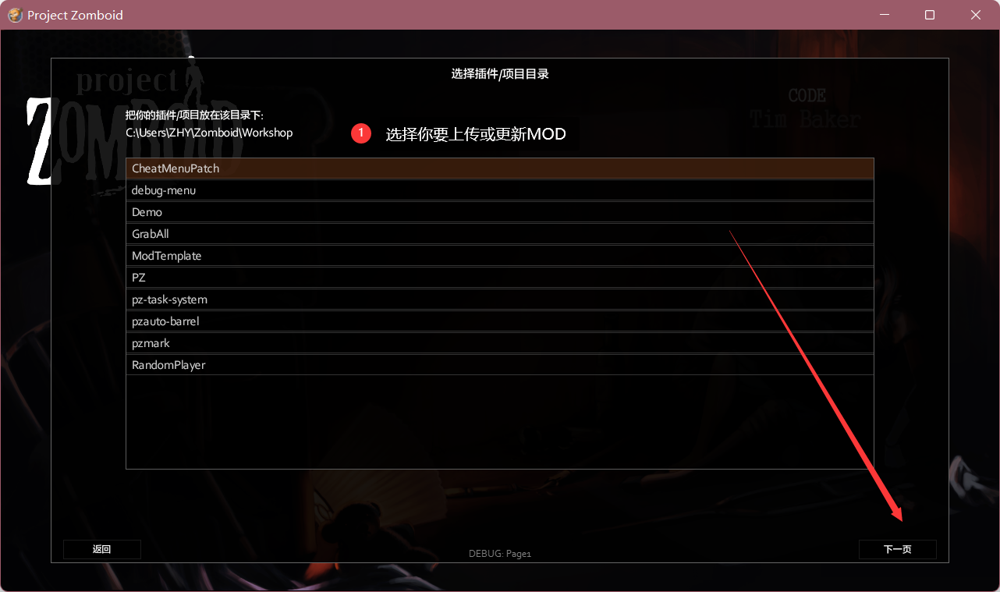 Project Zomboid
project
ZOMBOID
选择插件/项目目录
CODE
Tim Baker
把你的插件/项目放在该目录下:
C:\Users\ZHY\Zomboid\Workshop
1 选择你要上传或更新MOD
CheatMenuPatch
debug-menu
Demo
GrabAll
ModTemplate
PZ
pz-task-system
pzauto-barrel
pzmark
RandomPlayer
返回
DEBUG: Page1
下一页